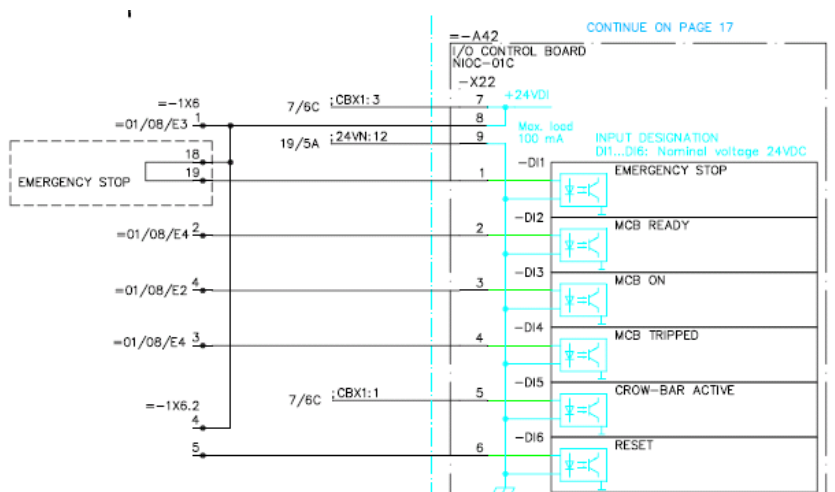 CONTINUE ON PAGE 17
=-A42
I/O CONTROL BOARD
NIOC-01C
-X22
=-1X6
7/6C ;CBX1:3 7 +24VDI
=01/08/E3 1 8
19/5A ;24VN:12 9
Max. load
100 mA
INPUT DESIGNATION
DI1...DI6: Nominal voltage 24VDC
18
EMERGENCY STOP 19 1 -DI1 EMERGENCY STOP
=01/08/E4 2 2 -DI2 MCB READY
=01/08/E2 4 3 -DI3 MCB ON
=01/08/E4 3 4 -DI4 MCB TRIPPED
7/6C ;CBX1:1 5 -DI5 CROW-BAR ACTIVE
=-1X6.2
4
5 6 -DI6 RESET